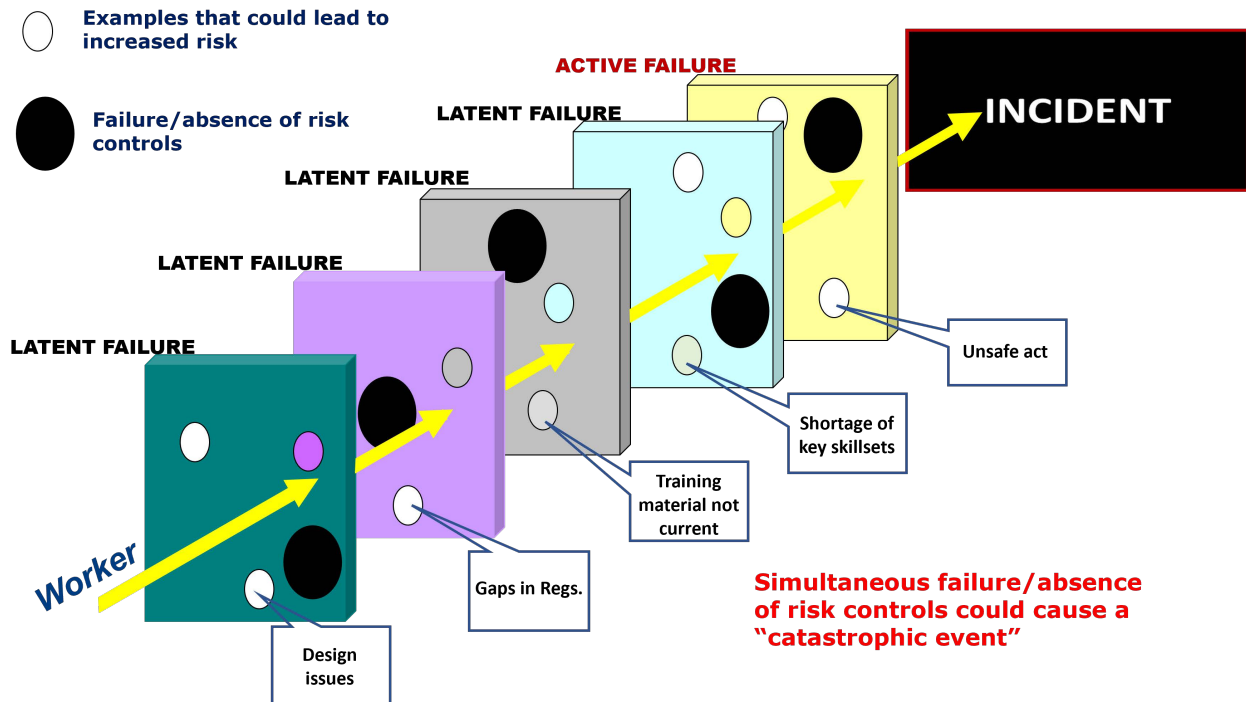 Examples that could lead to
increased risk
Failure/absence of risk
controls
ACTIVE FAILURE
LATENT FAILURE
LATENT FAILURE
LATENT FAILURE
LATENT FAILURE
INCIDENT
Worker
Unsafe act
Shortage of
key skillsets
Training
material not
current
Gaps in Regs.
Design
issues
Simultaneous failure/absence
of risk controls could cause a
“catastrophic event”